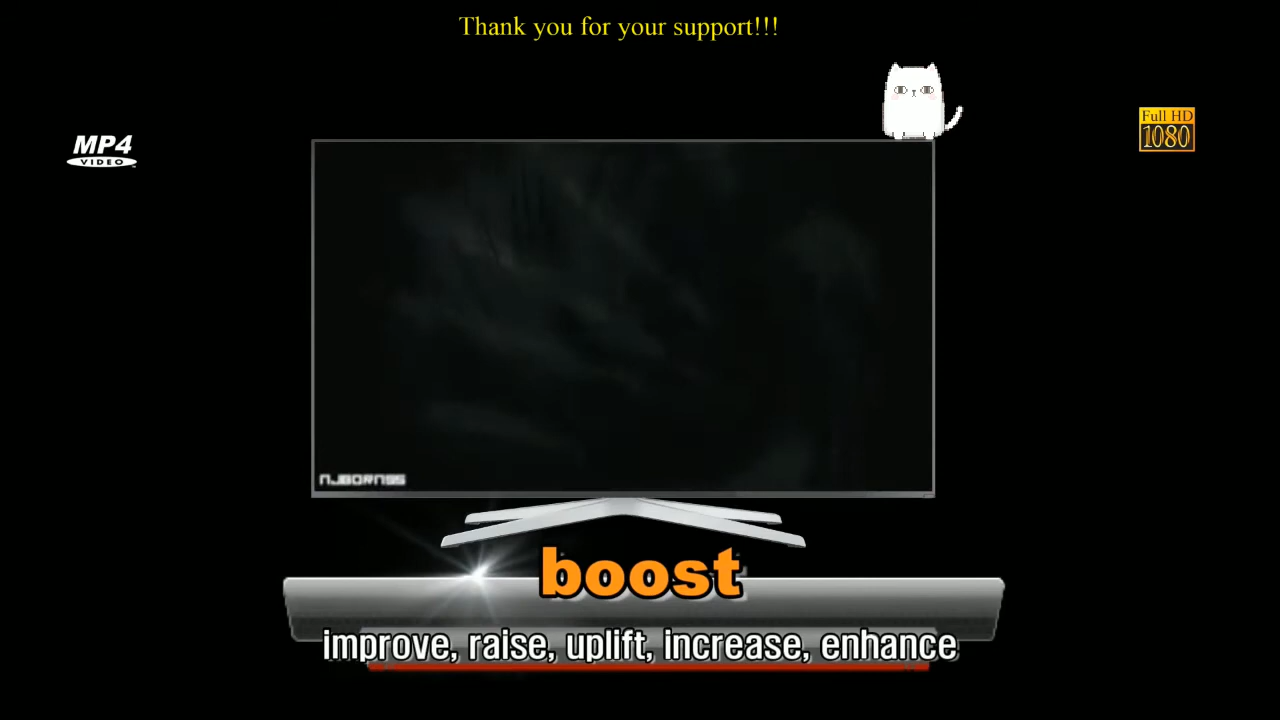 Thank you for your support!!!
MP4
VIDEO
Full HD
1080
NJBORN95
boost
improve, raise, uplift, increase, enhance